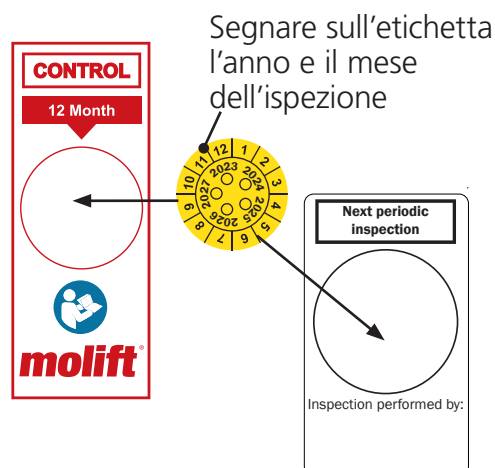 Segnare sull'etichetta
l'anno e il mese
dell'ispezione
CONTROL
12 Month
1 2 3 4 5 6 7 8 9 10 11 12
2023 2024 2025 2026 2027
molift®
Next periodic
inspection
Inspection performed by: